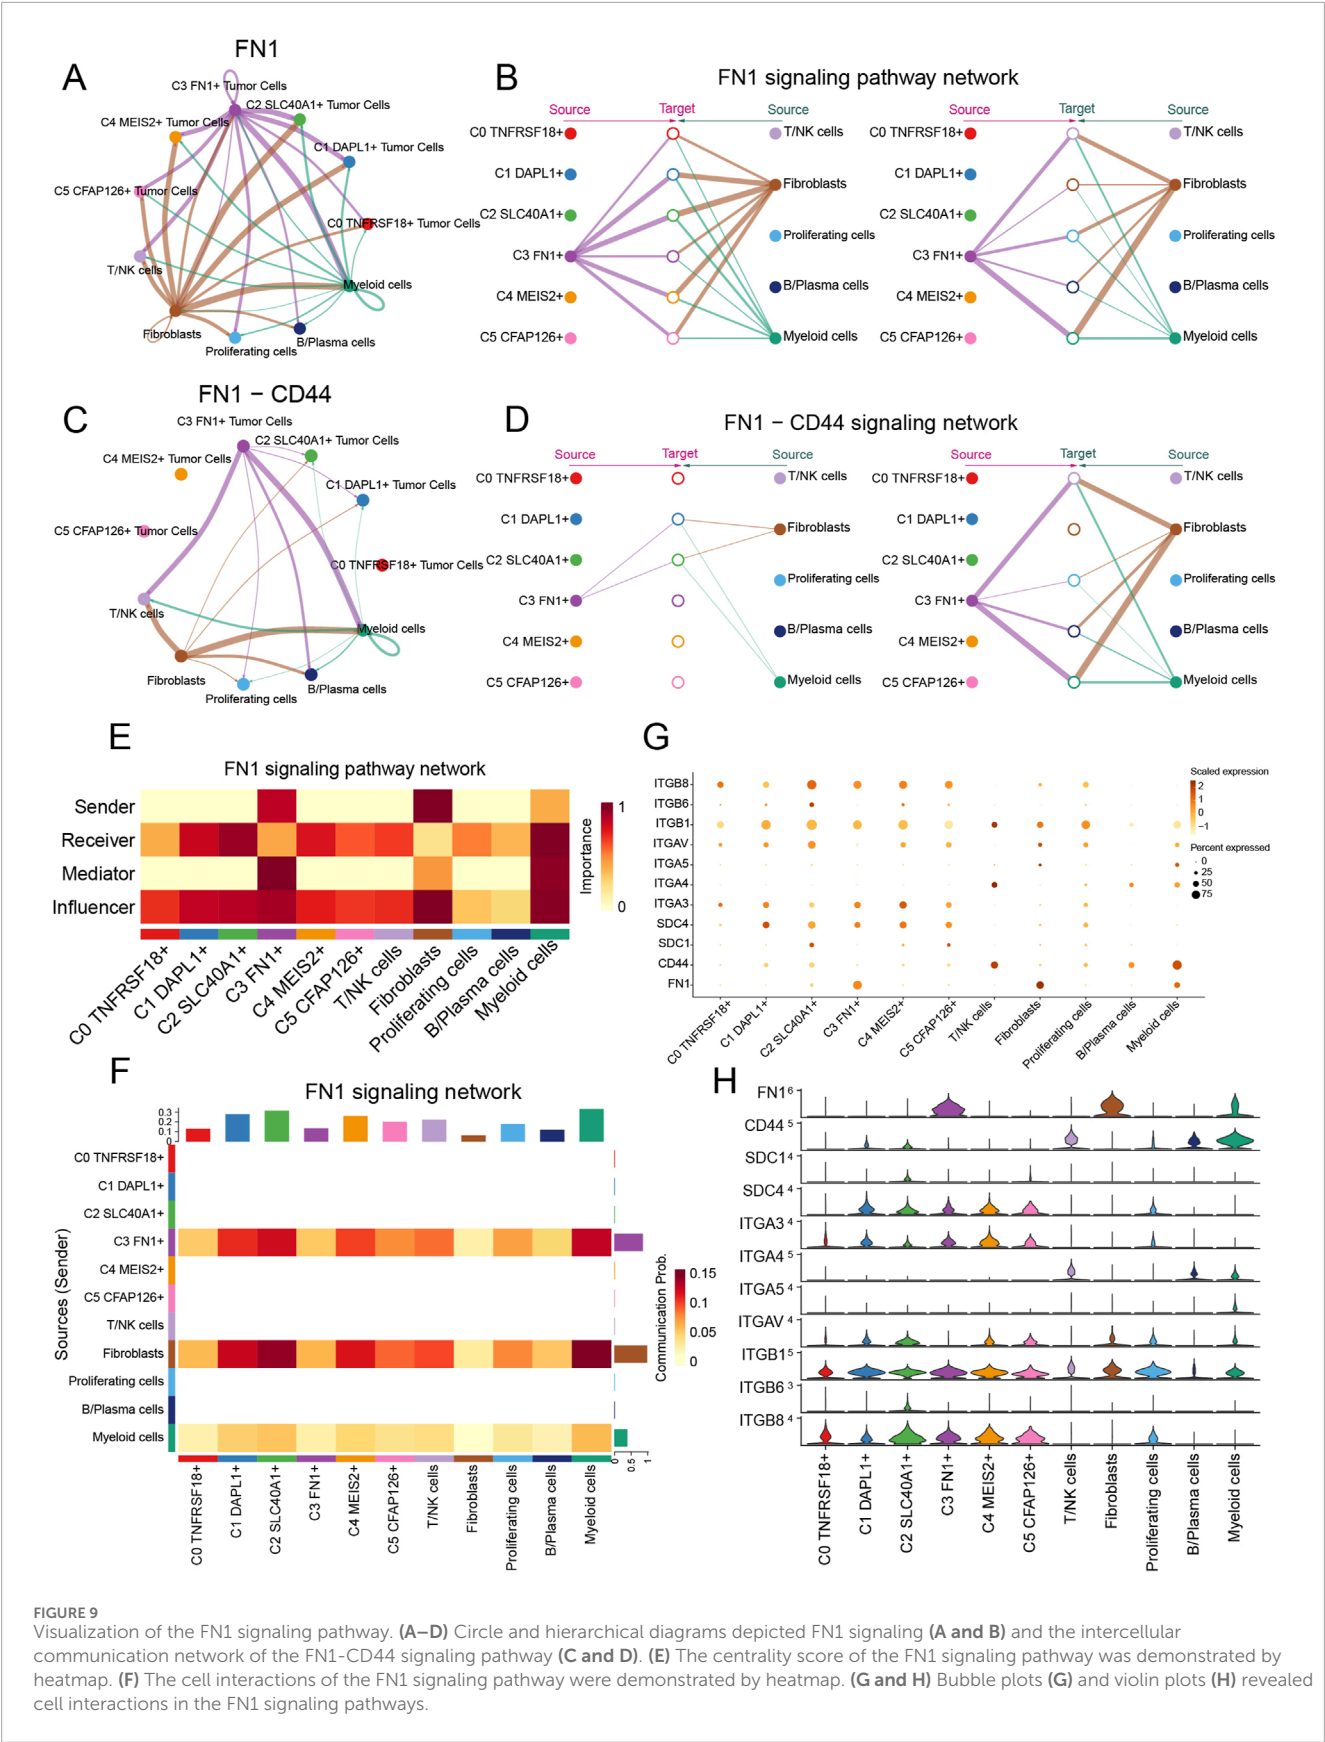 FN1
A
C3 FN1+ Tumor Cells
C2 SLC40A1+ Tumor Cells
C4 MEIS2+ Tumor Cells
C1 DAPL1+ Tumor Cells
C5 CFAP126+ Tumor Cells
C0 TNFRSF18+ Tumor Cells
T/NK cells
Myeloid cells
Fibroblasts
B/Plasma cells
Proliferating cells
B
FN1 signaling pathway network
Source Target Source Source Target Source
C0 TNFRSF18+ T/NK cells C0 TNFRSF18+ T/NK cells
C1 DAPL1+ Fibroblasts C1 DAPL1+ Fibroblasts
C2 SLC40A1+ C2 SLC40A1+
Proliferating cells Proliferating cells
C3 FN1+ C3 FN1+
B/Plasma cells B/Plasma cells
C4 MEIS2+ C4 MEIS2+
C5 CFAP126+ Myeloid cells C5 CFAP126+ Myeloid cells
FN1 − CD44
C
C3 FN1+ Tumor Cells
C2 SLC40A1+ Tumor Cells
C4 MEIS2+ Tumor Cells
C1 DAPL1+ Tumor Cells
C5 CFAP126+ Tumor Cells
C0 TNFRSF18+ Tumor Cells
T/NK cells
Myeloid cells
Fibroblasts
B/Plasma cells
Proliferating cells
D
FN1 − CD44 signaling network
Source Target Source Source Target Source
C0 TNFRSF18+ T/NK cells C0 TNFRSF18+ T/NK cells
C1 DAPL1+ Fibroblasts C1 DAPL1+ Fibroblasts
C2 SLC40A1+ C2 SLC40A1+
Proliferating cells Proliferating cells
C3 FN1+ C3 FN1+
B/Plasma cells B/Plasma cells
C4 MEIS2+ C4 MEIS2+
C5 CFAP126+ Myeloid cells C5 CFAP126+ Myeloid cells
E
FN1 signaling pathway network
Sender
Receiver
Mediator
Influencer
1
Importance
0
C0 TNFRSF18+
C1 DAPL1+
C2 SLC40A1+
C3 FN1+
C4 MEIS2+
C5 CFAP126+
T/NK cells
Fibroblasts
Proliferating cells
B/Plasma cells
Myeloid cells
G
ITGB8
ITGB6
ITGB1
ITGAV
ITGA5
ITGA4
ITGA3
SDC4
SDC1
CD44
FN1
Scaled expression
2
1
0
−1
Percent expressed
0
25
50
75
C0 TNFRSF18+
C1 DAPL1+
C2 SLC40A1+
C3 FN1+
C4 MEIS2+
C5 CFAP126+
T/NK cells
Fibroblasts
Proliferating cells
B/Plasma cells
Myeloid cells
F
FN1 signaling network
0.3
0.2
0.1
0
Sources (Sender)
C0 TNFRSF18+
C1 DAPL1+
C2 SLC40A1+
C3 FN1+
C4 MEIS2+
C5 CFAP126+
T/NK cells
Fibroblasts
Proliferating cells
B/Plasma cells
Myeloid cells
0
0.5
1
Communication Prob.
0.15
0.1
0.05
0
C0 TNFRSF18+
C1 DAPL1+
C2 SLC40A1+
C3 FN1+
C4 MEIS2+
C5 CFAP126+
T/NK cells
Fibroblasts
Proliferating cells
B/Plasma cells
Myeloid cells
H
FN1 6
CD44 5
SDC1 4
SDC4 4
ITGA3 4
ITGA4 5
ITGA5 4
ITGAV 4
ITGB1 5
ITGB6 3
ITGB8 4
C0 TNFRSF18+
C1 DAPL1+
C2 SLC40A1+
C3 FN1+
C4 MEIS2+
C5 CFAP126+
T/NK cells
Fibroblasts
Proliferating cells
B/Plasma cells
Myeloid cells
FIGURE 9
Visualization of the FN1 signaling pathway. (A–D) Circle and hierarchical diagrams depicted FN1 signaling (A and B) and the intercellular
communication network of the FN1-CD44 signaling pathway (C and D). (E) The centrality score of the FN1 signaling pathway was demonstrated by
heatmap. (F) The cell interactions of the FN1 signaling pathway were demonstrated by heatmap. (G and H) Bubble plots (G) and violin plots (H) revealed
cell interactions in the FN1 signaling pathways.